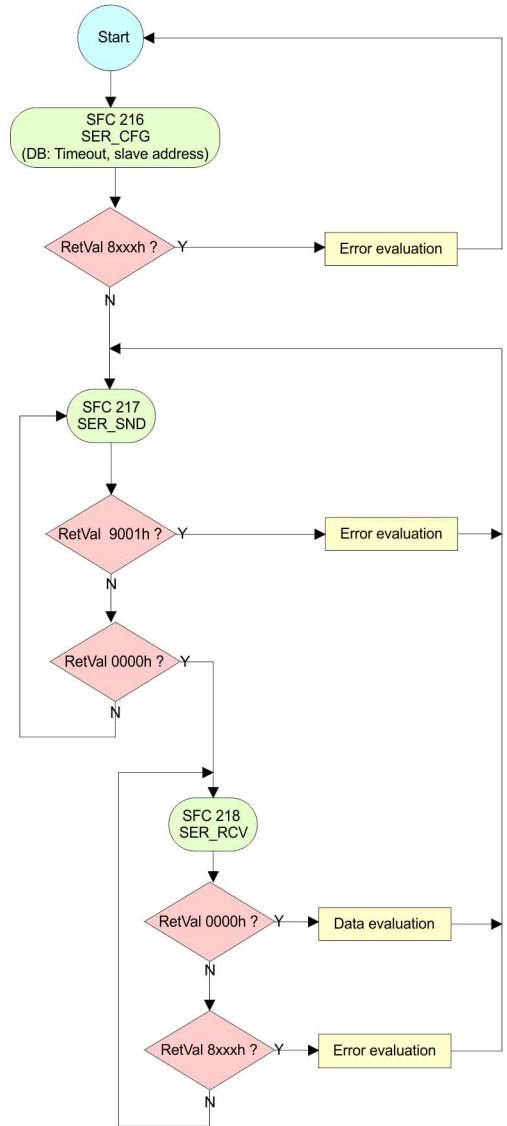 Start
SFC 216
SER_CFG
(DB: Timeout, slave address)
RetVal 8xxxh ?
Y
Error evaluation
N
SFC 217
SER_SND
RetVal 9001h ?
Y
Error evaluation
N
RetVal 0000h ?
Y
N
SFC 218
SER_RCV
RetVal 0000h ?
Y
Data evaluation
N
RetVal 8xxxh ?
Y
Error evaluation
N